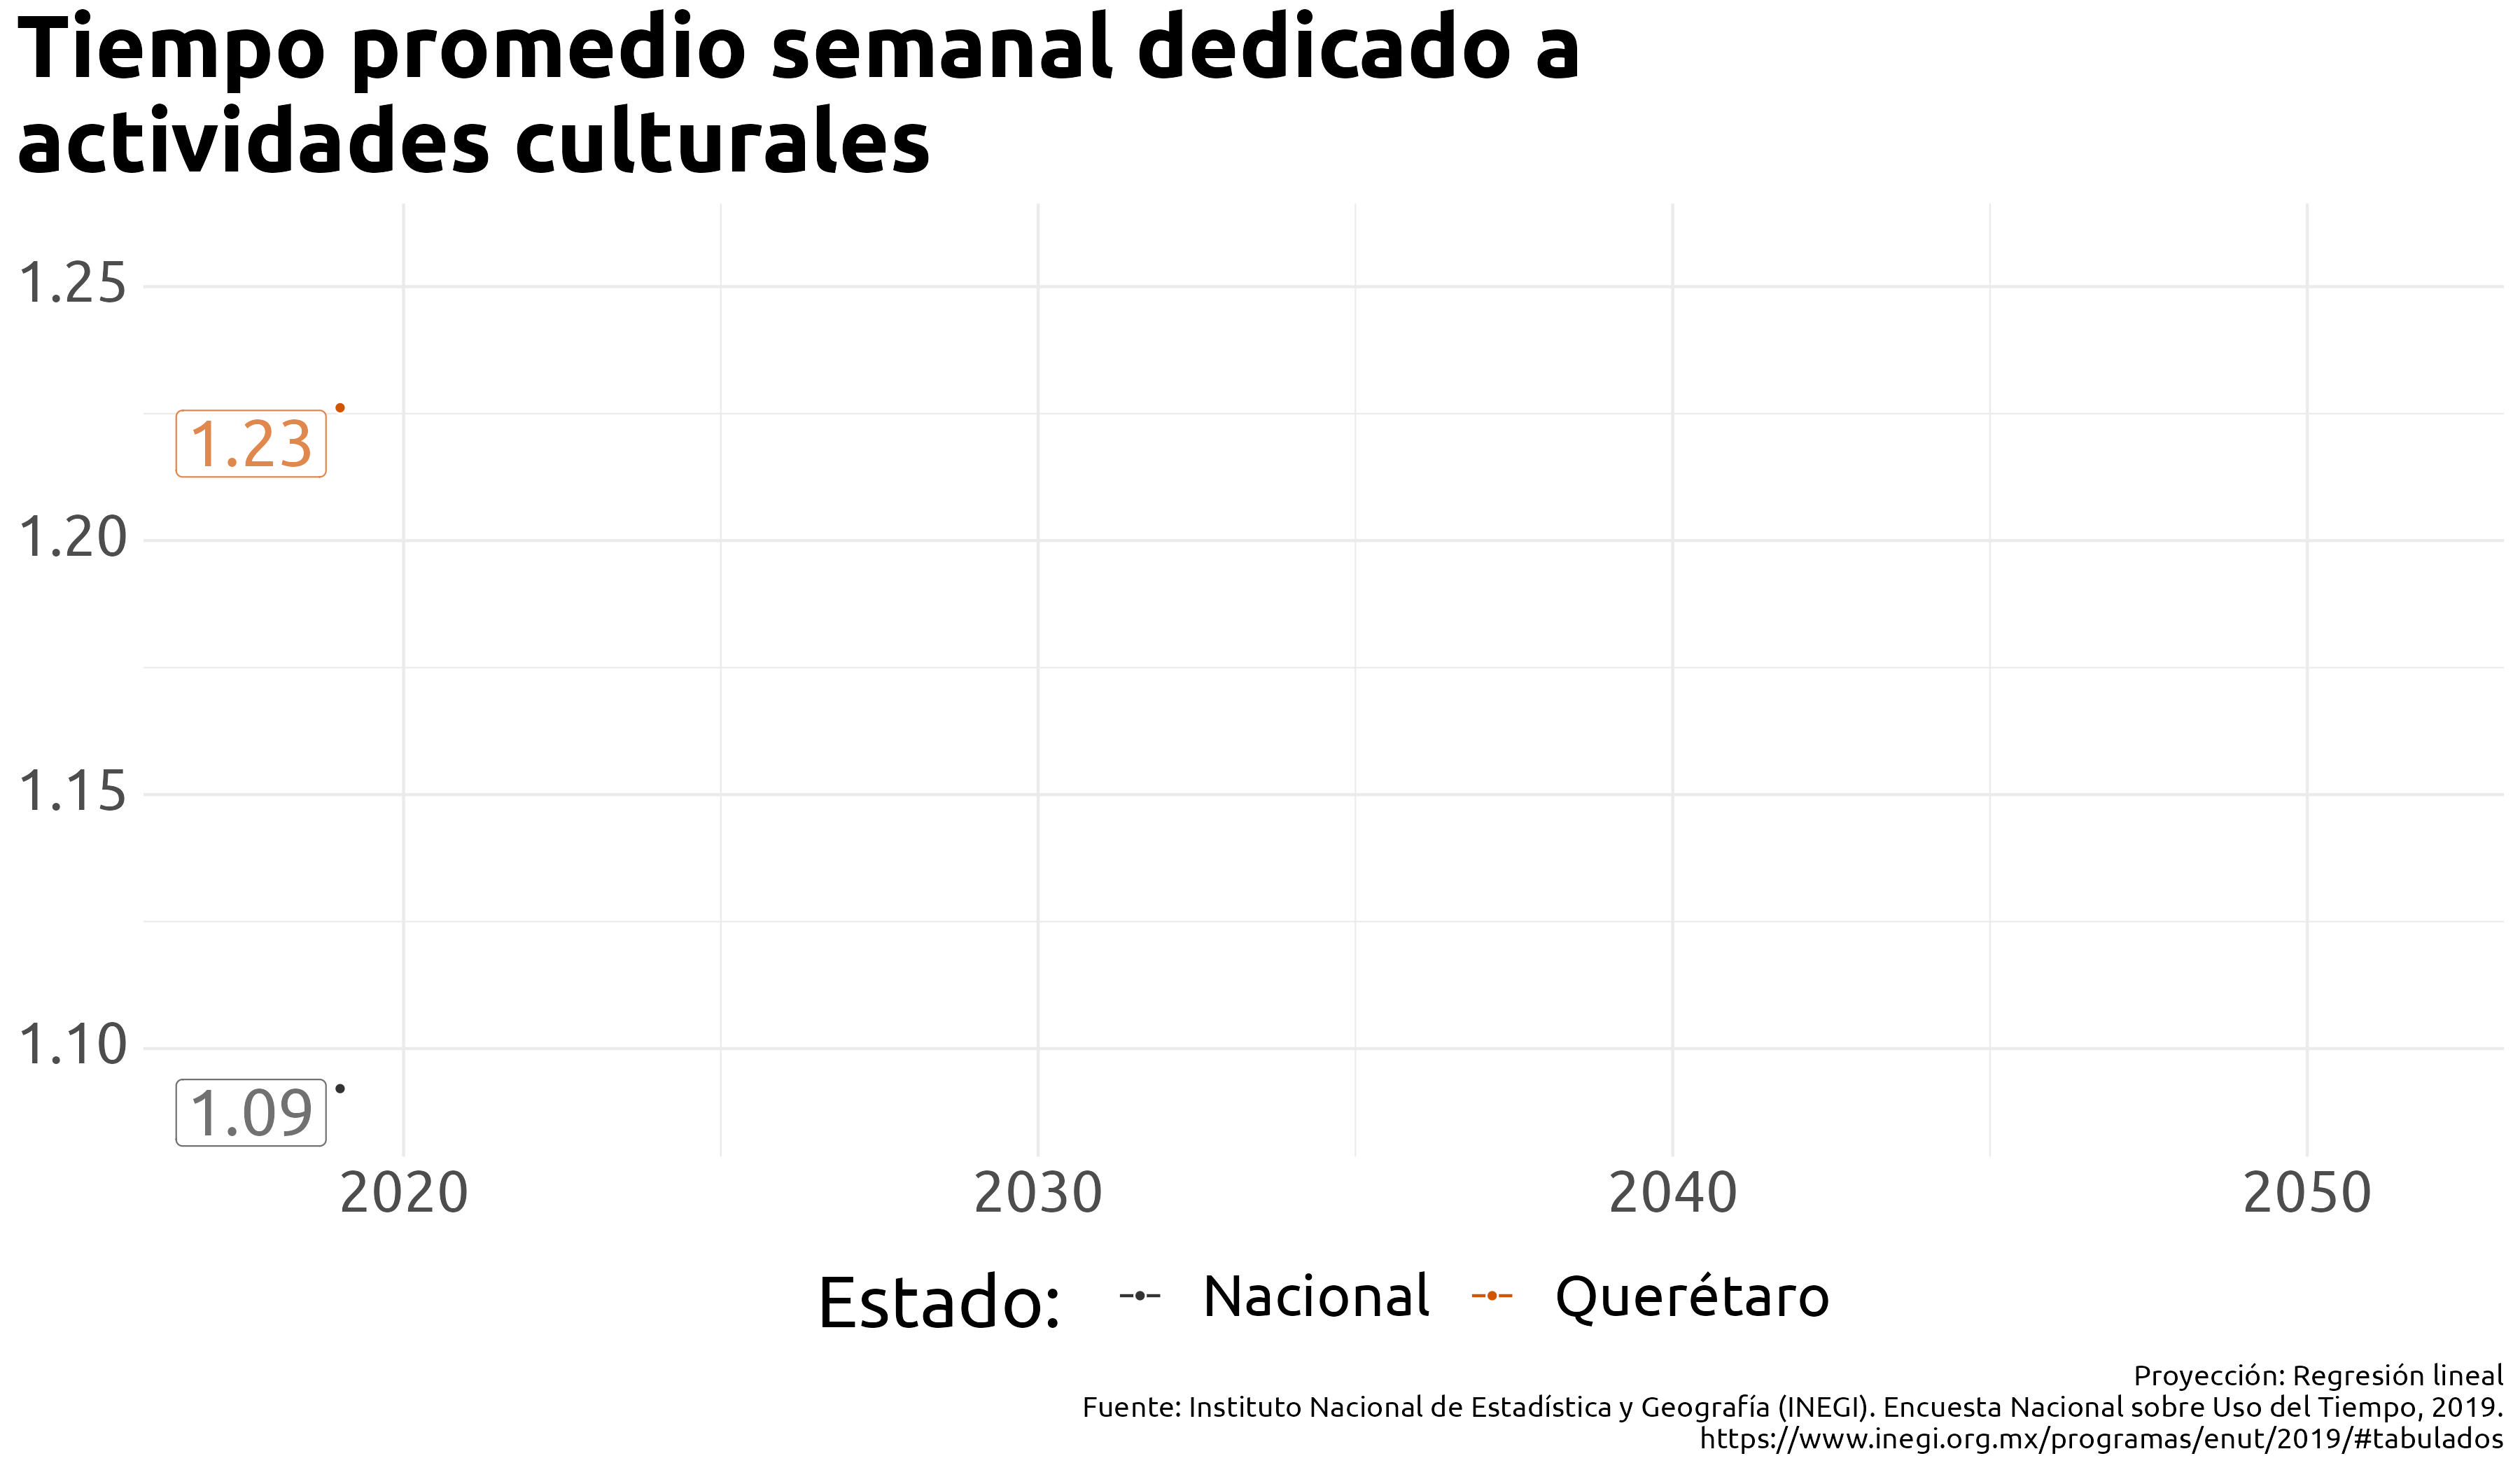 Tiempo promedio semanal dedicado a
actividades culturales
1.25
1.23
1.20
1.15
1.10
1.09
2020 2030 2040 2050
Estado: Nacional Querétaro
Proyección: Regresión lineal
Fuente: Instituto Nacional de Estadística y Geografía (INEGI). Encuesta Nacional sobre Uso del Tiempo, 2019.
https://www.inegi.org.mx/programas/enut/2019/#tabulados